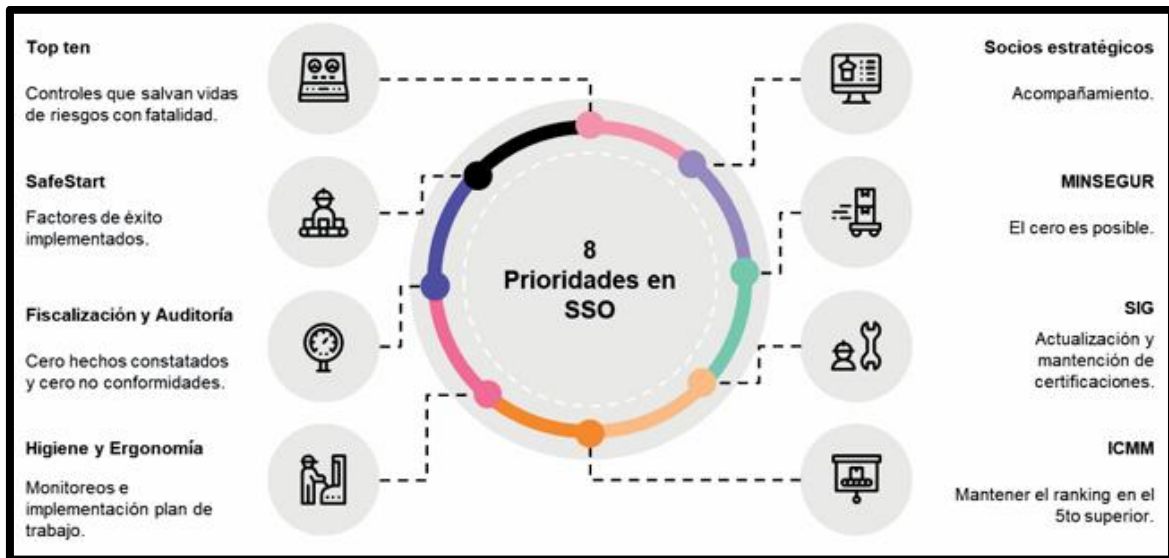 Top ten
Controles que salvan vidas
de riesgos con fatalidad.
SafeStart
Factores de éxito
implementados.
Fiscalización y Auditoría
Cero hechos constatados
y cero no conformidades.
Higiene y Ergonomía
Monitoreos e
implementación plan de
trabajo.
8
Prioridades en
SSO
Socios estratégicos
Acompañamiento.
MINSEGUR
El cero es posible.
SIG
Actualización y
mantención de
certificaciones.
ICMM
Mantener el ranking en el
5to superior.